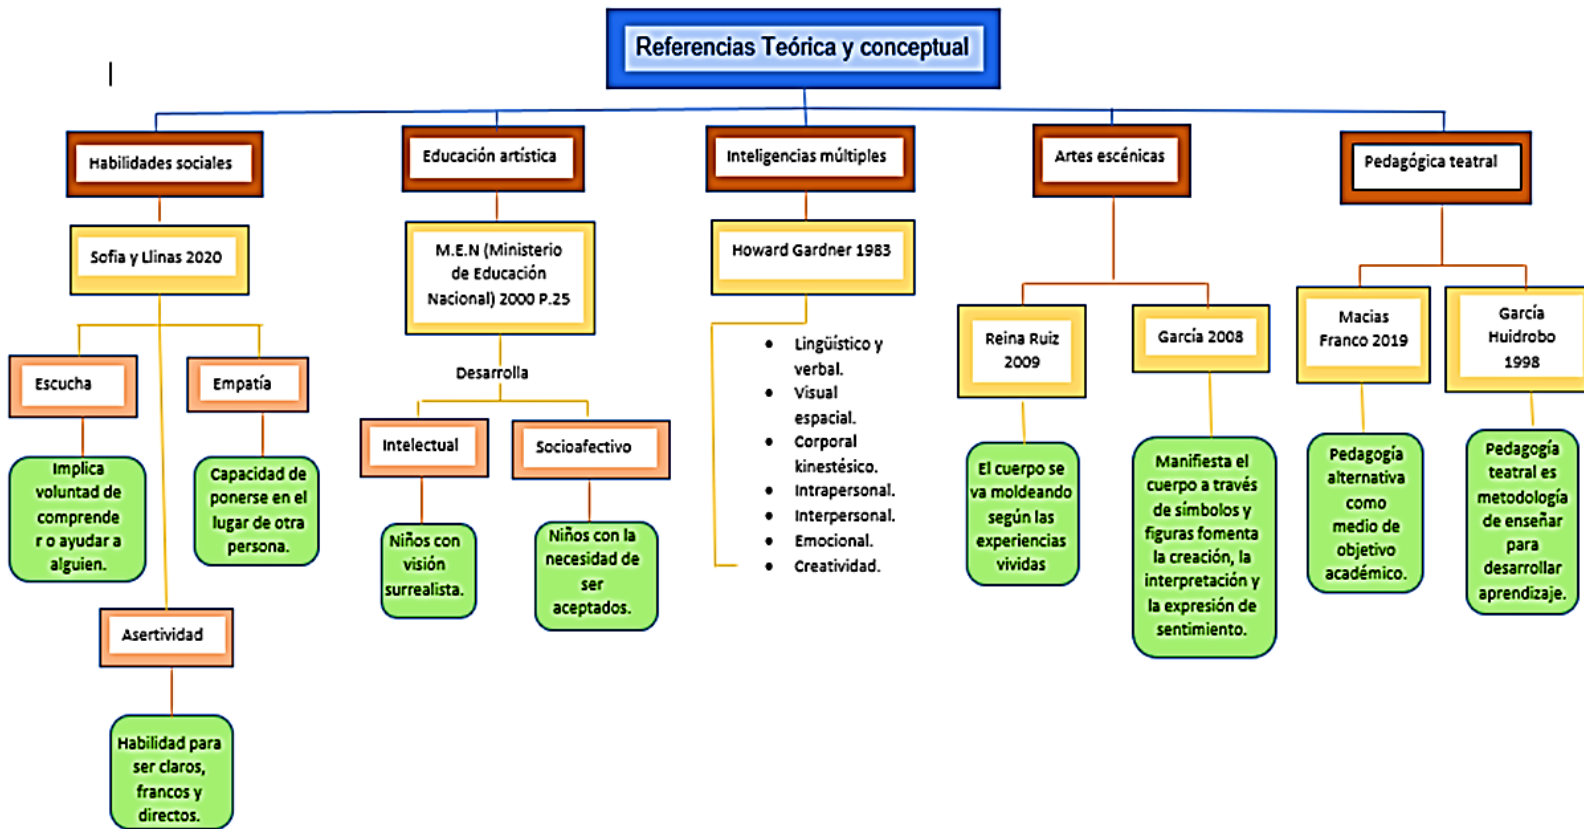 Referencias Teórica y conceptual
Habilidades sociales
Educación artística
Inteligencias múltiples
Artes escénicas
Pedagógica teatral
Sofia y Llinas 2020
M.E.N (Ministerio
de Educación
Nacional) 2000 P.25
Howard Gardner 1983
Reina Ruiz
2009
García 2008
Macias
Franco 2019
García
Huidrobo
1998
Escucha
Empatía
Desarrolla
Intelectual
Socioafectivo
• Lingüístico y
verbal.
• Visual
espacial.
• Corporal
kinestésico.
• Intrapersonal.
• Interpersonal.
• Emocional.
• Creatividad.
Implica
voluntad de
comprende
r o ayudar a
alguien.
Capacidad de
ponerse en el
lugar de otra
persona.
Niños con
visión
surrealista.
Niños con la
necesidad de
ser
aceptados.
El cuerpo se
va moldeando
según las
experiencias
vividas
Manifiesta el
cuerpo a través
de símbolos y
figuras fomenta
la creación, la
interpretación y
la expresión de
sentimiento.
Pedagogía
alternativa
como
medio de
objetivo
académico.
Pedagogía
teatral es
metodología
de enseñar
para
desarrollar
aprendizaje.
Asertividad
Habilidad para
ser claros,
francos y
directos.